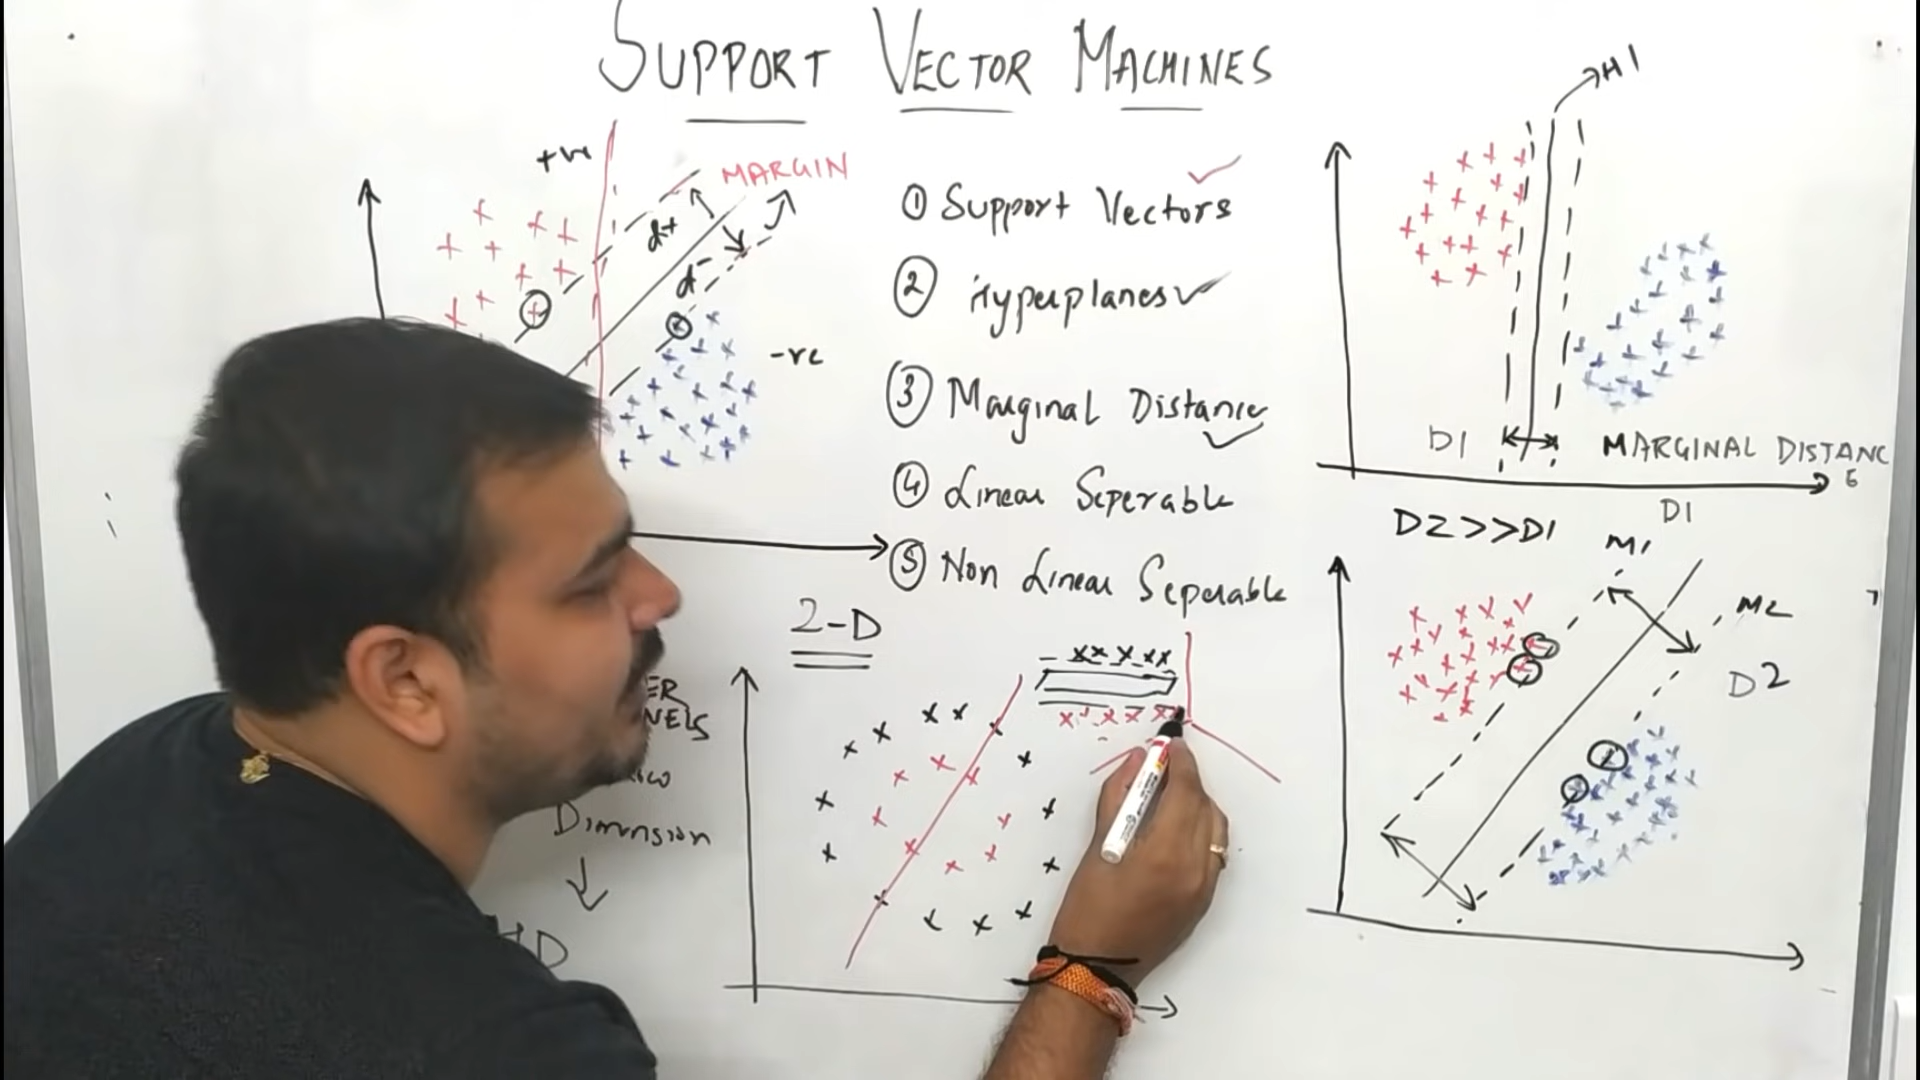 SUPPORT VECTOR MACHINES
+ve
MARGIN
d+
d-
-ve
① Support Vectors
② Hyperplanes
③ Marginal Distance
④ Linear Seperable
⑤ Non Linear Seperable
H1
D1
MARGINAL DISTANC
E
D1
D2>>D1
M1
M2
D2
2-D
Dimension